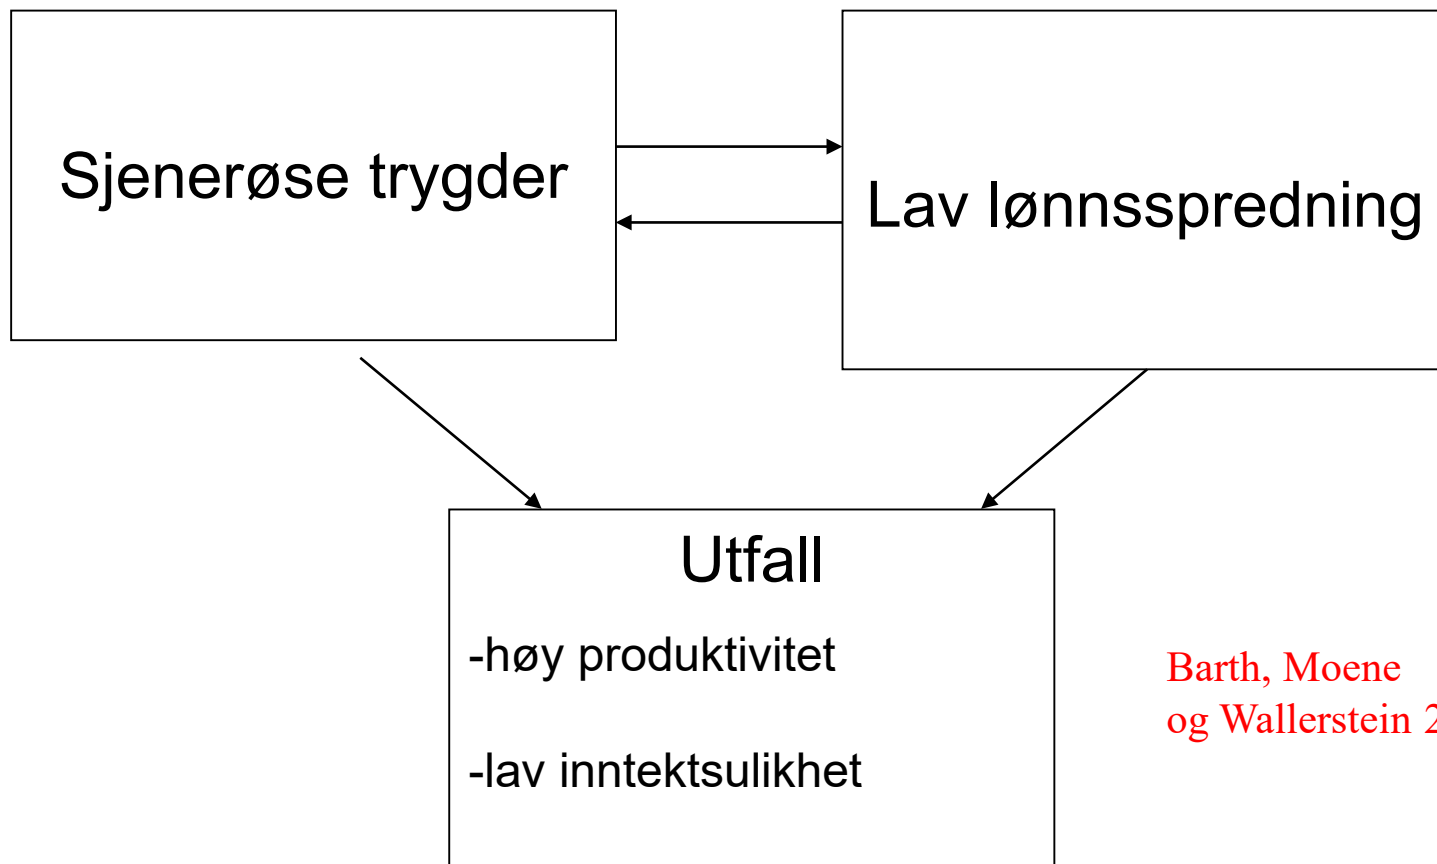 Sjenerøse trygder
Lav lønnsspredning
Utfall
-høy produktivitet
-lav inntektsulikhet
Barth, Moene
og Wallerstein